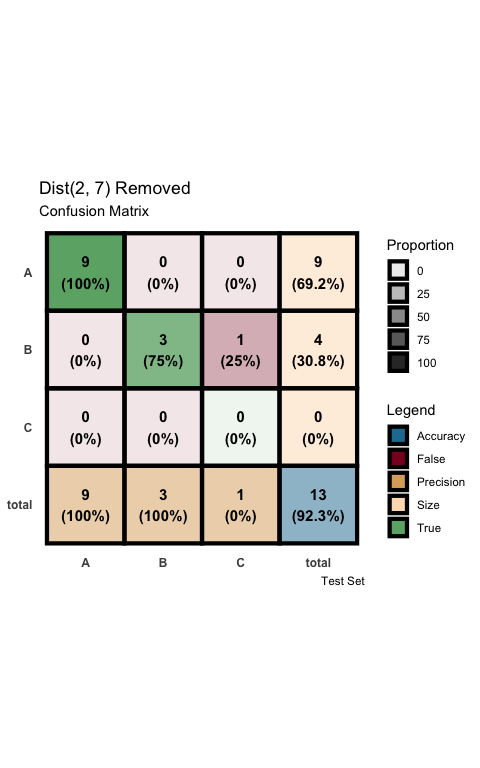 Dist(2, 7) Removed
Confusion Matrix
A
9
(100%)
0
(0%)
0
(0%)
9
(69.2%)
B
0
(0%)
3
(75%)
1
(25%)
4
(30.8%)
C
0
(0%)
0
(0%)
0
(0%)
0
(0%)
total
9
(100%)
3
(100%)
1
(0%)
13
(92.3%)
A
B
C
total
Test Set
Proportion
0
25
50
75
100
Legend
Accuracy
False
Precision
Size
True